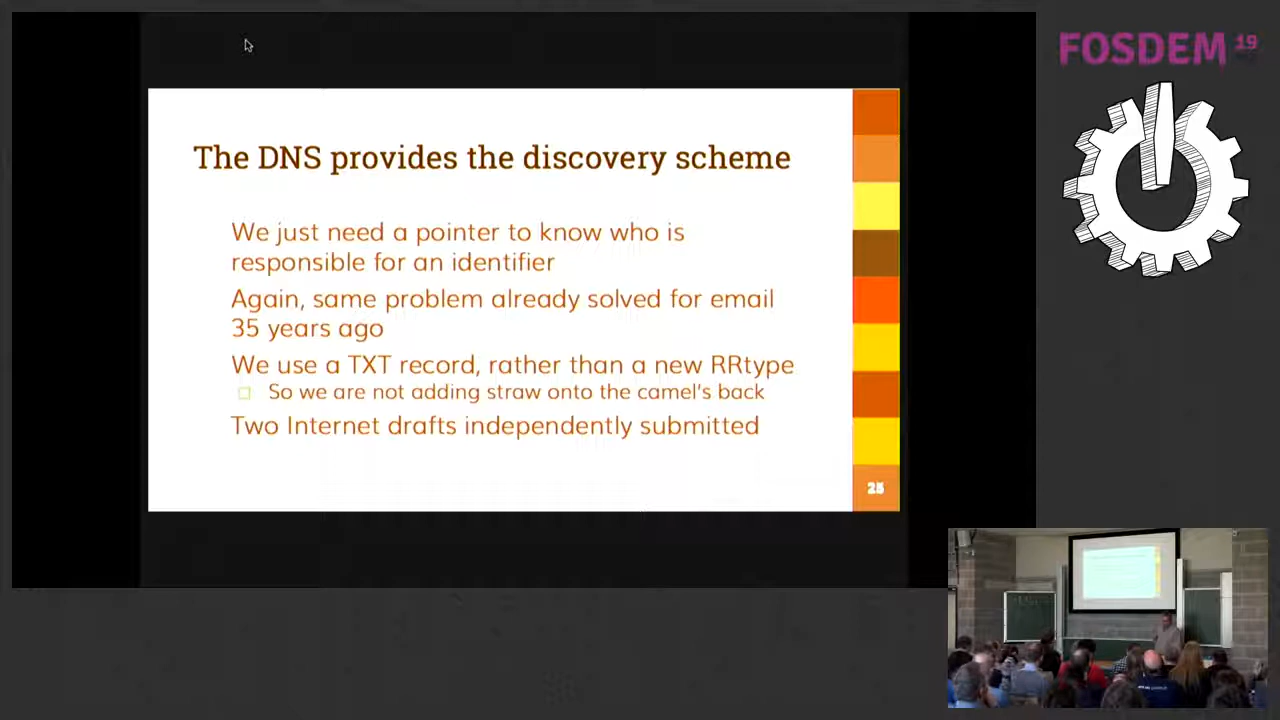 FOSDEM 19
The DNS provides the discovery scheme
We just need a pointer to know who is
responsible for an identifier
Again, same problem already solved for email
35 years ago
We use a TXT record, rather than a new RRtype
So we are not adding straw onto the camel's back
Two Internet drafts independently submitted